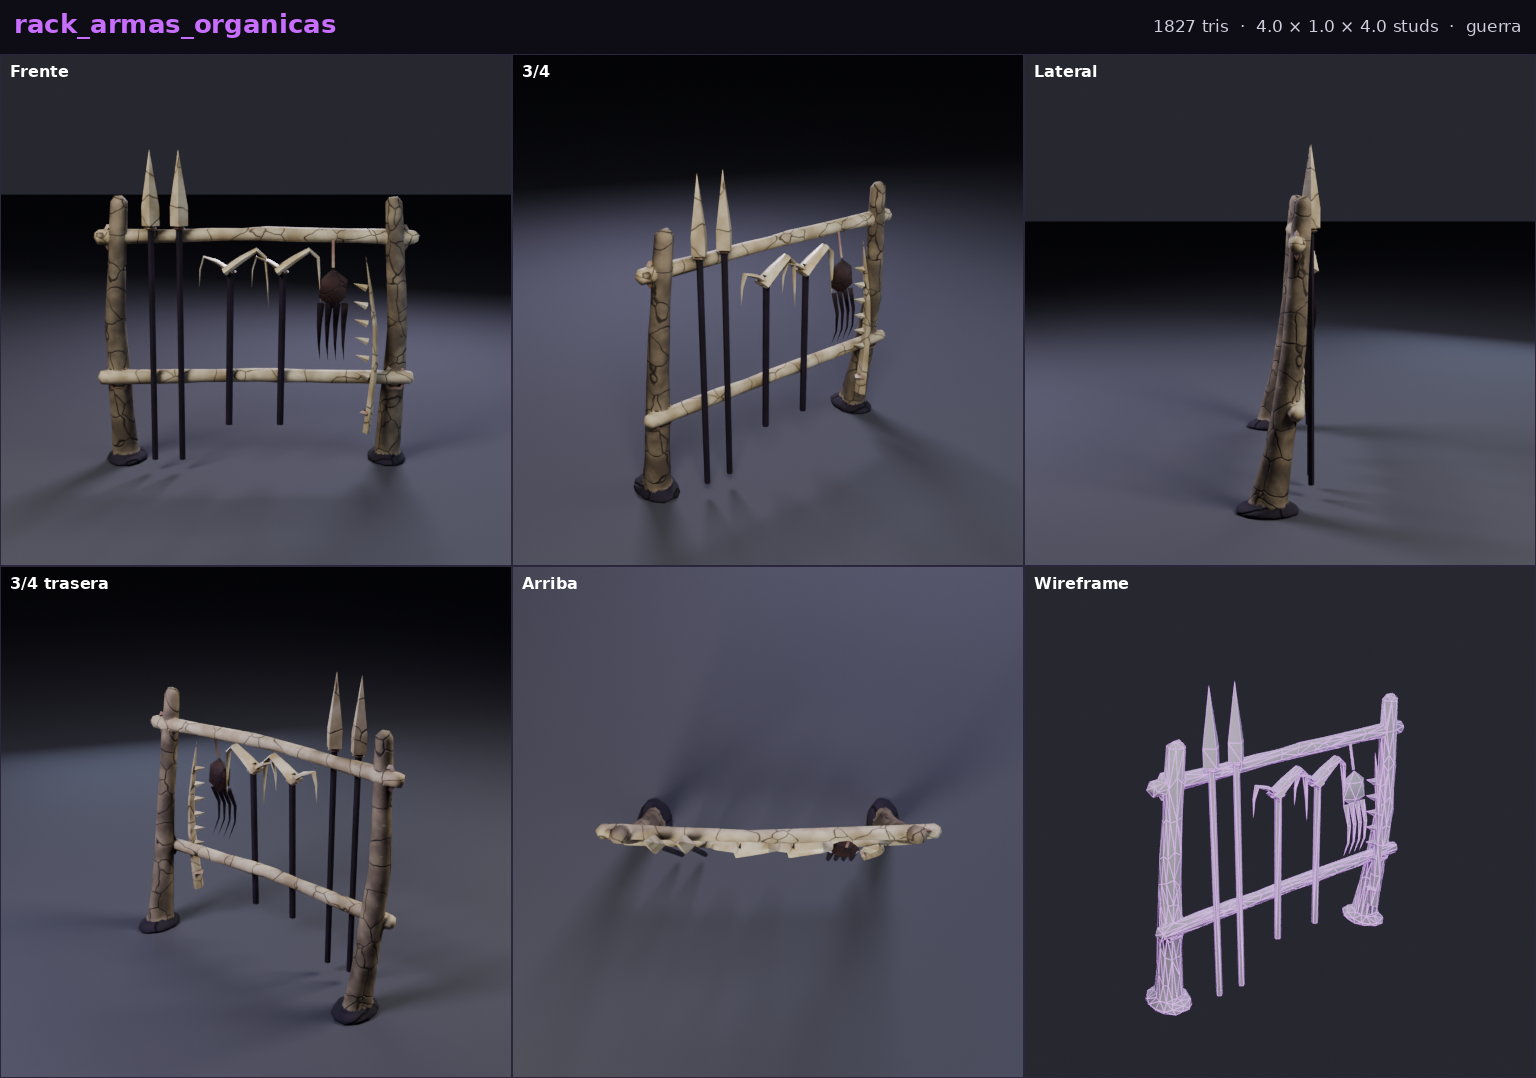 rack_armas_organicas
1827 tris · 4.0 × 1.0 × 4.0 studs · guerra
Frente
3/4
Lateral
3/4 trasera
Arriba
Wireframe